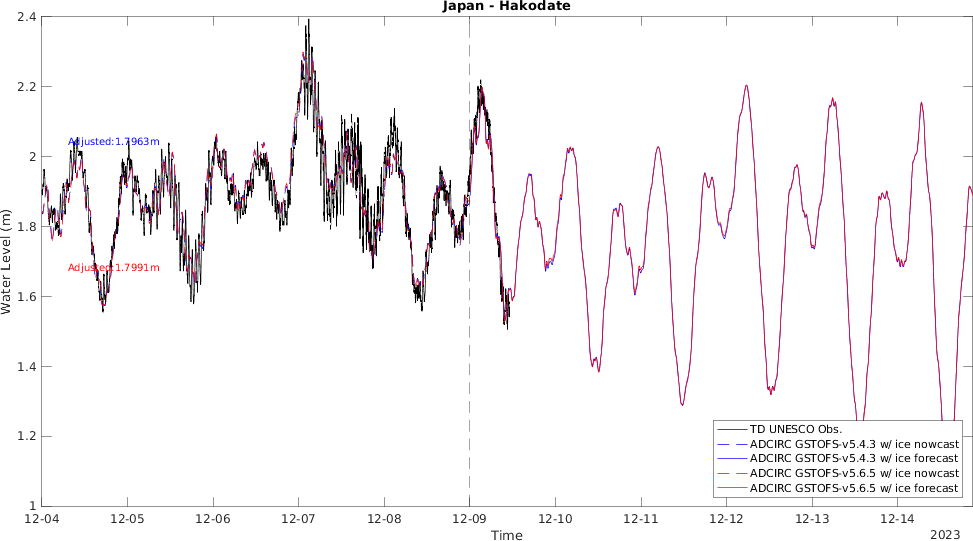 Japan - Hakodate
2.4
2.2
2
1.8
1.6
1.4
1.2
1
Water Level (m)
Adjusted:1.7963m
Adjusted:1.7991m
TD UNESCO Obs.
ADCIRC GSTOFS-v5.4.3 w/ ice nowcast
ADCIRC GSTOFS-v5.4.3 w/ ice forecast
ADCIRC GSTOFS-v5.6.5 w/ ice nowcast
ADCIRC GSTOFS-v5.6.5 w/ ice forecast
12-04 12-05 12-06 12-07 12-08 12-09 12-10 12-11 12-12 12-13 12-14
Time
2023